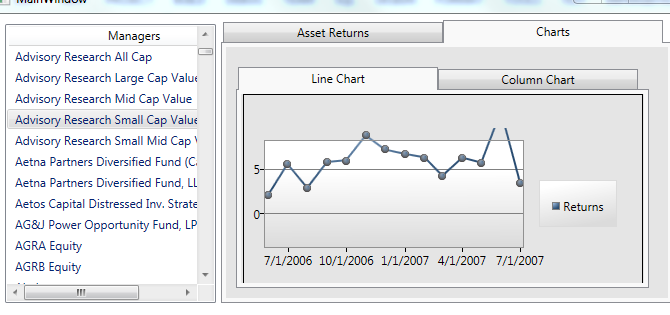 MainWindow
Managers
Advisory Research All Cap
Advisory Research Large Cap Value
Advisory Research Mid Cap Value
Advisory Research Small Cap Value
Advisory Research Small Mid Cap
Aetna Partners Diversified Fund (C
Aetna Partners Diversified Fund, LL
Aetos Capital Distressed Inv. Strate
AG&J Power Opportunity Fund, LP
AGRA Equity
AGRB Equity
Asset Returns
Charts
Line Chart
Column Chart
5
0
7/1/2006 10/1/2006 1/1/2007 4/1/2007 7/1/2007
Returns